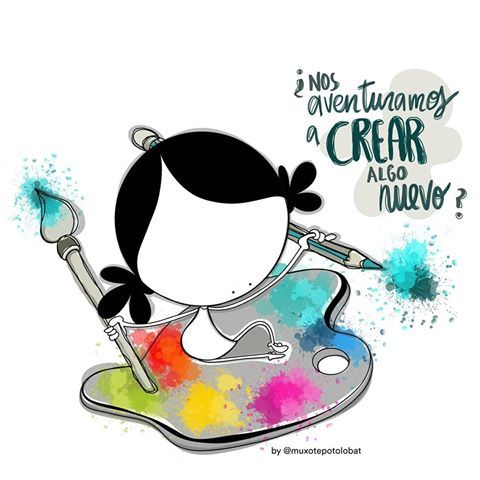 ¿NOS
aventuramos
a CREAR
ALGO
nuevo?
by @muxotepotolobat